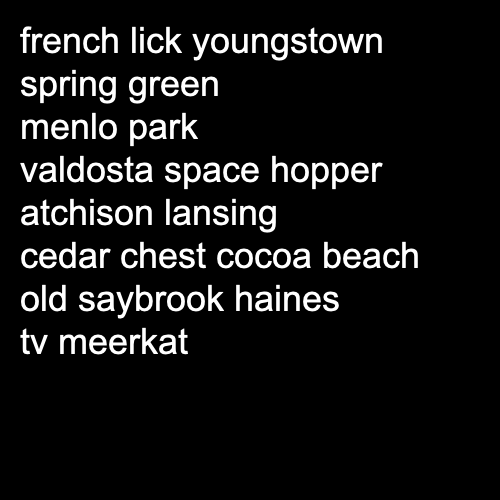 french lick youngstown
spring green
menlo park
valdosta space hopper
atchison lansing
cedar chest cocoa beach
old saybrook haines
tv meerkat